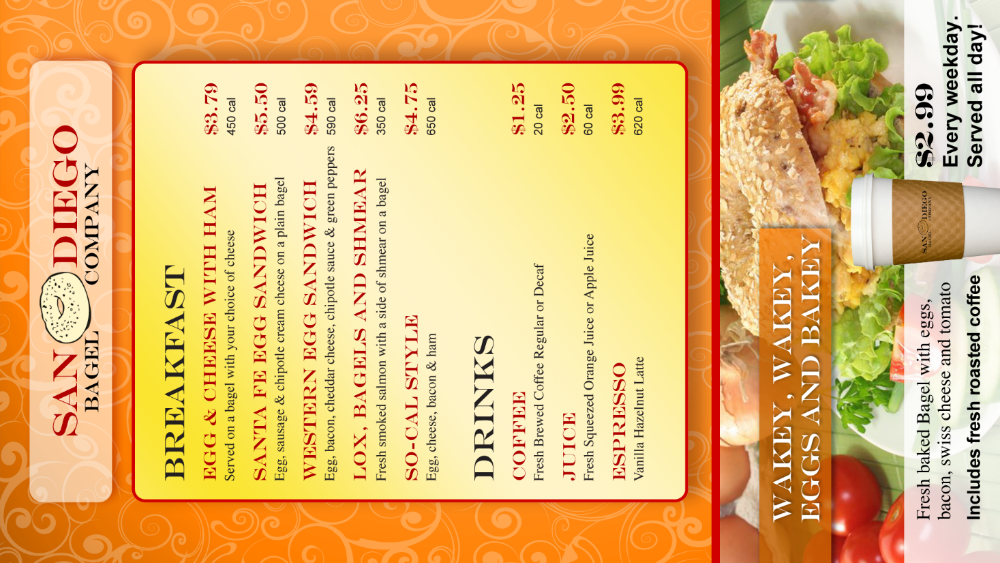 SAN DIEGO
BAGEL COMPANY
BREAKFAST
EGG & CHEESE WITH HAM $3.79
Served on a bagel with your choice of cheese 450 cal
SANTA FE EGG SANDWICH $5.50
Egg, sausage & chipotle cream cheese on a plain bagel 500 cal
WESTERN EGG SANDWICH $4.59
Egg, bacon, cheddar cheese, chipotle sauce & green peppers 590 cal
LOX, BAGELS AND SHMEAR $6.25
Fresh smoked salmon with a side of shmear on a bagel 350 cal
SO-CAL STYLE $4.75
Egg, cheese, bacon & ham 650 cal
DRINKS
COFFEE $1.25
Fresh Brewed Coffee Regular or Decaf 20 cal
JUICE $2.50
Fresh Squeezed Orange Juice or Apple Juice 60 cal
ESPRESSO $3.99
Vanilla Hazelnut Latte 620 cal
WAKEY, WAKEY,
EGGS AND BAKEY
SAN DIEGO
Fresh baked Bagel with eggs,
bacon, swiss cheese and tomato
Includes fresh roasted coffee
$2.99
Every weekday.
Served all day!